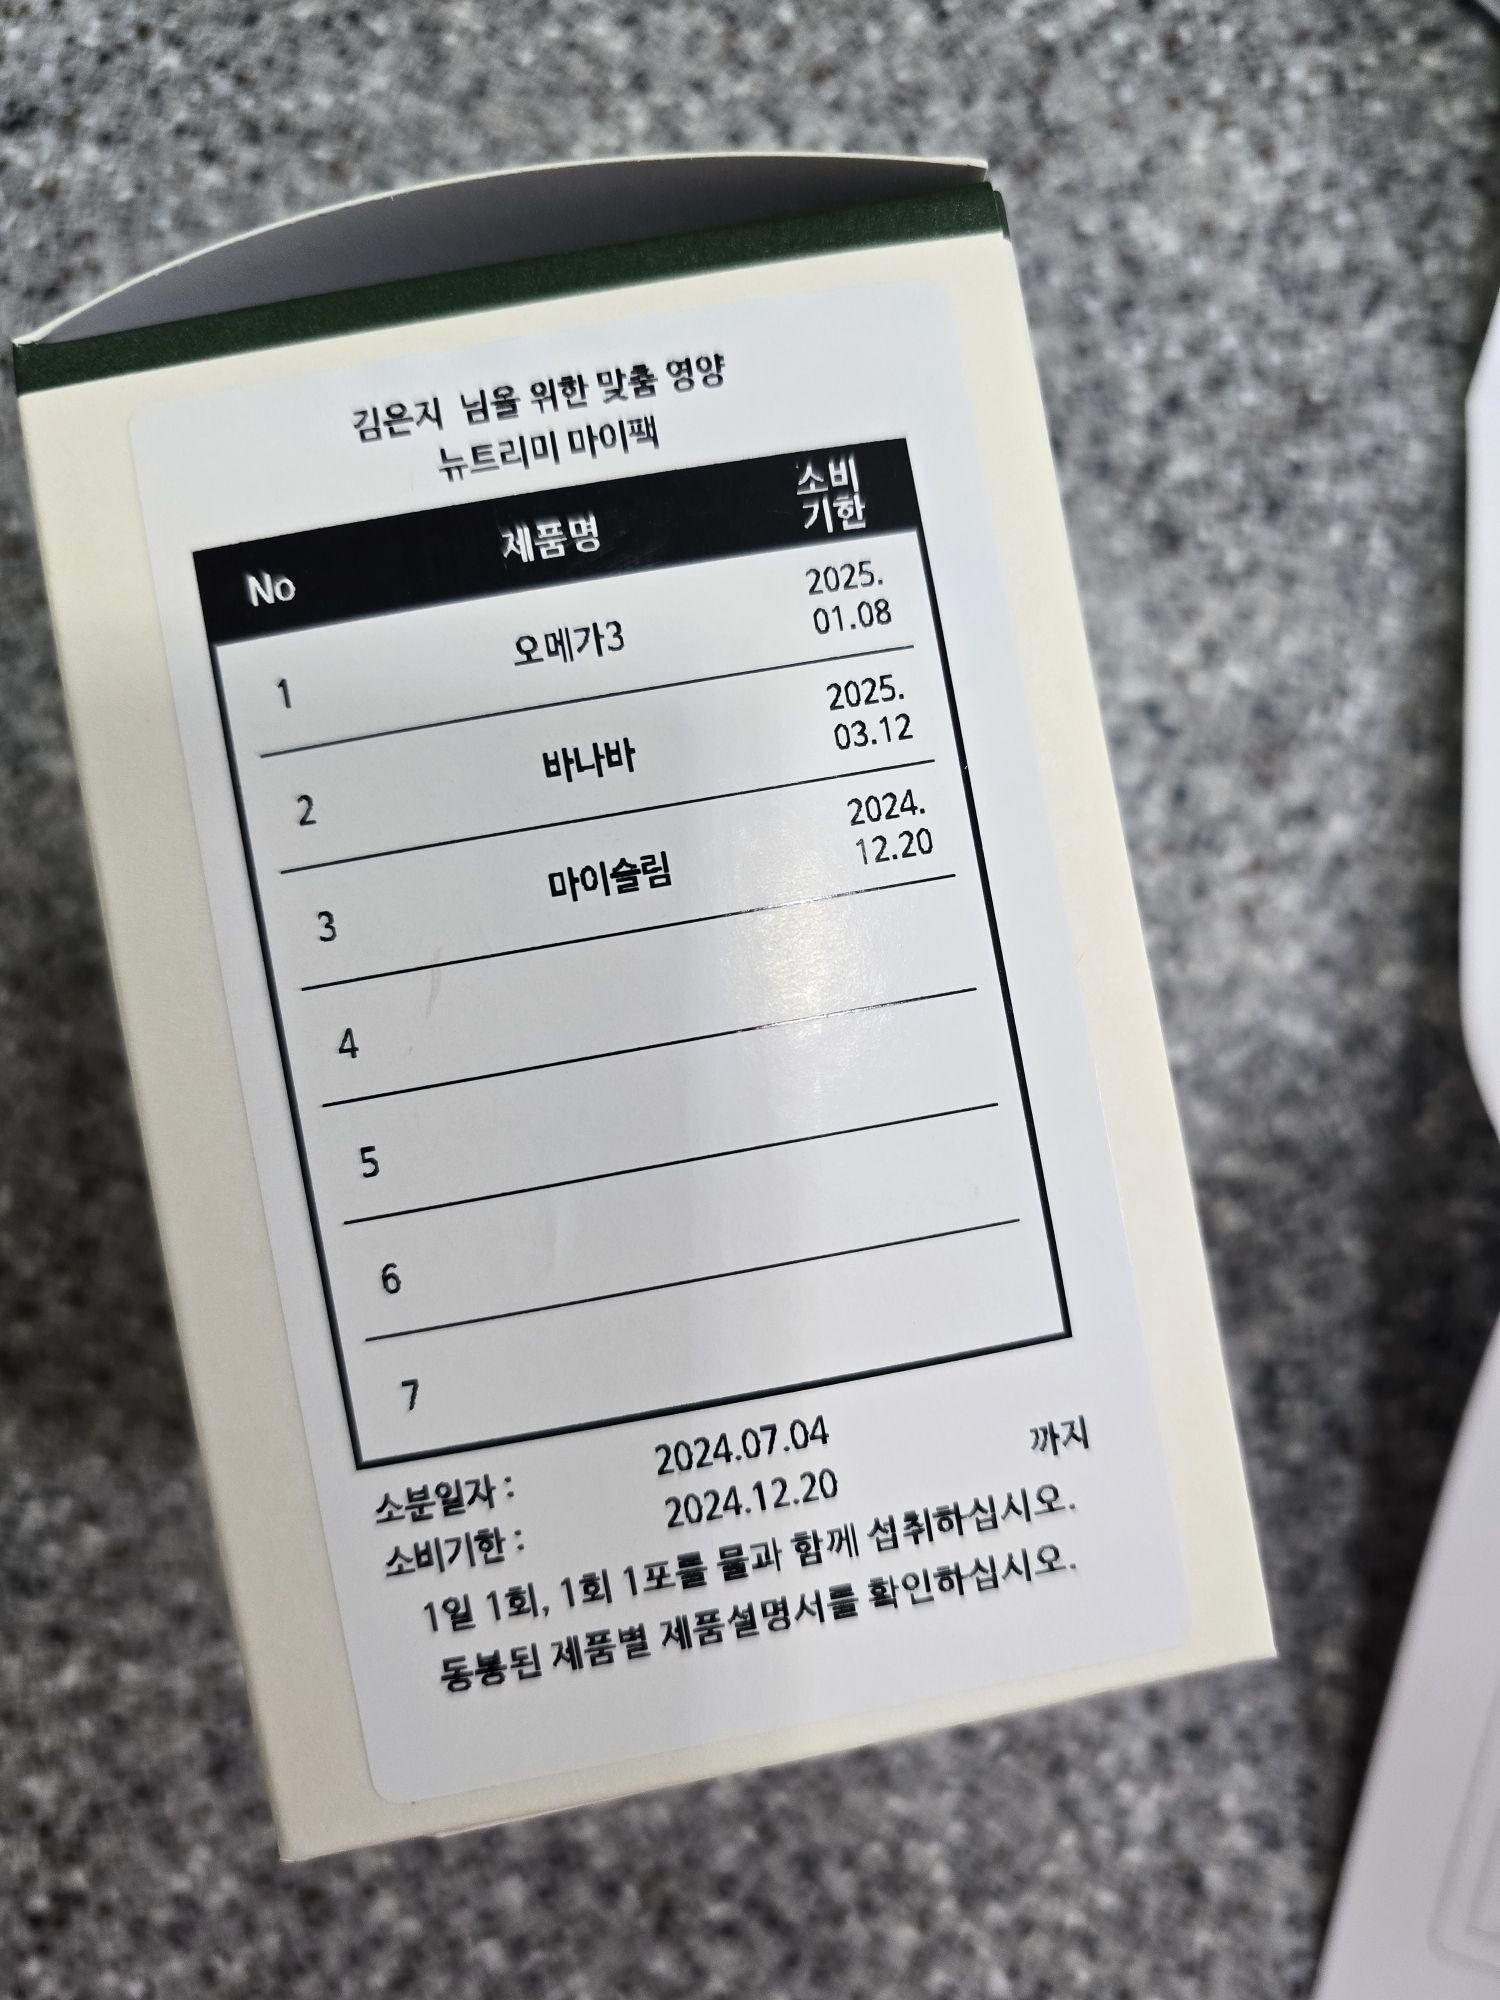 김은지 님을 위한 맞춤 영양
뉴트리미 마이팩
No 제품명 소비
기한
1 오메가3 2025.
01.08
2 바나바 2025.
03.12
3 마이슬림 2024.
12.20
4
5
6
7
소분일자 : 2024.07.04
소비기한 : 2024.12.20 까지
1일 1회, 1회 1포를 물과 함께 섭취하십시오.
동봉된 제품별 제품설명서를 확인하십시오.